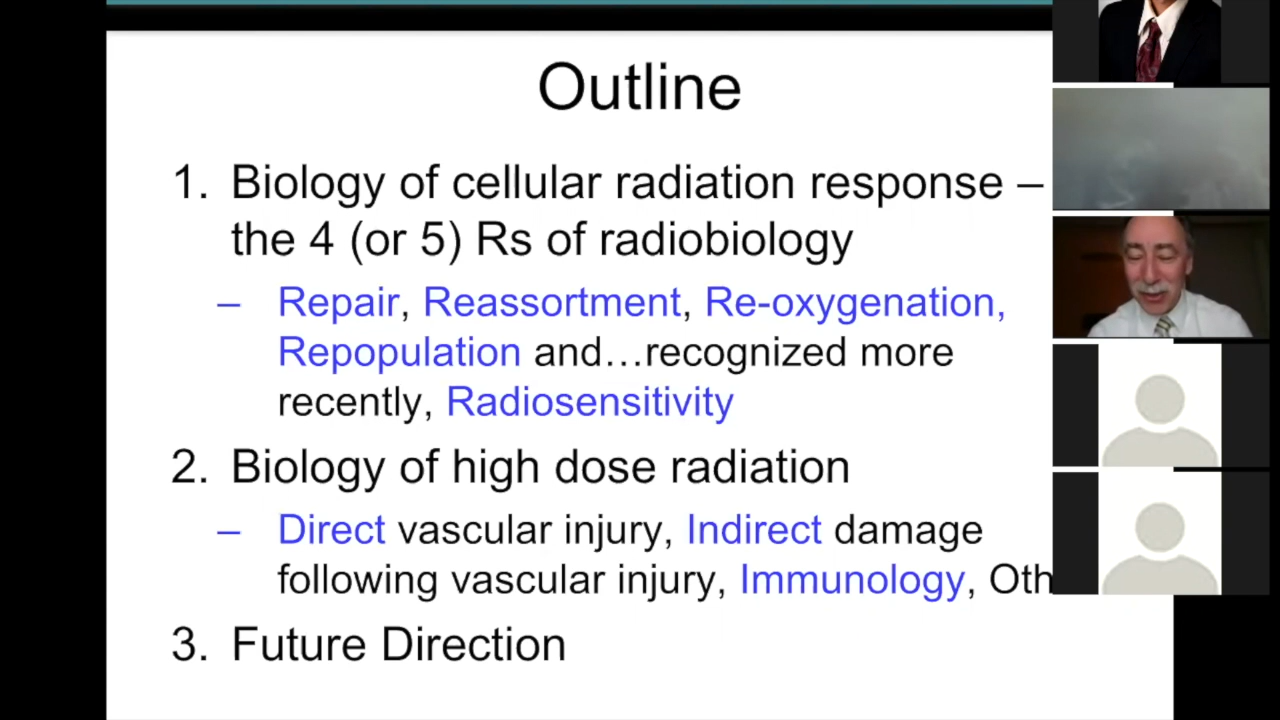 Outline
1. Biology of cellular radiation response –
the 4 (or 5) Rs of radiobiology
– Repair, Reassortment, Re-oxygenation,
Repopulation and…recognized more
recently, Radiosensitivity
2. Biology of high dose radiation
– Direct vascular injury, Indirect damage
following vascular injury, Immunology,
3. Future Direction